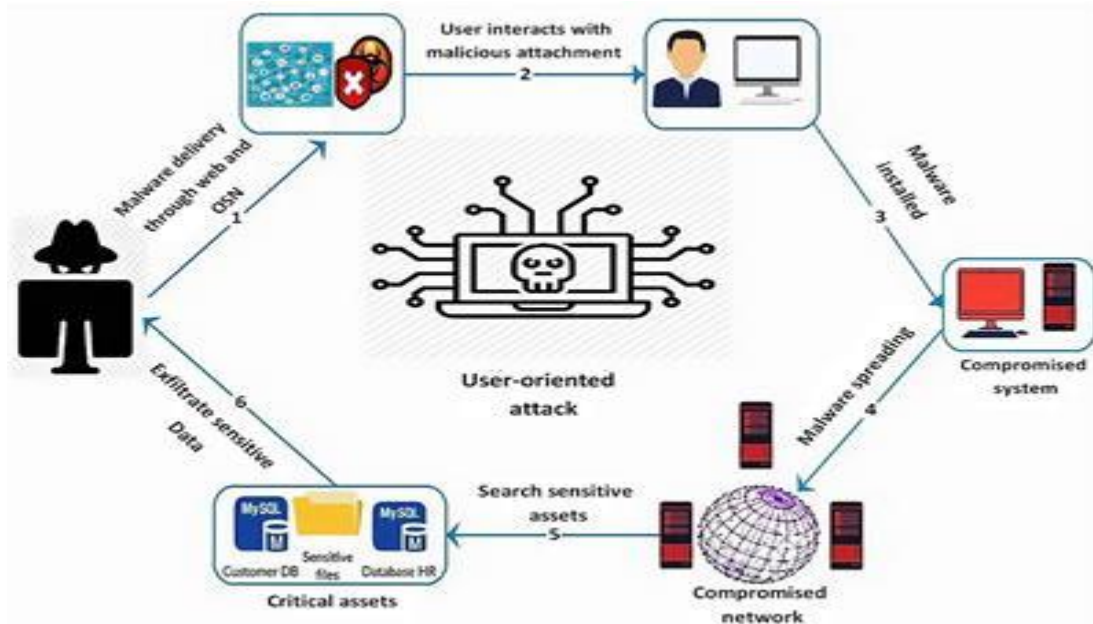 User interacts with
malicious attachment
2
Malware delivery
through web and
OSN
1
Malware
installed
3
Compromised
system
Malware spreading
4
User-oriented
attack
Exfiltrate sensitive
Data
6
Search sensitive
assets
5
MySQL
Customer DB
Sensitive
files
MySQL
Database HR
Critical assets
Compromised
network